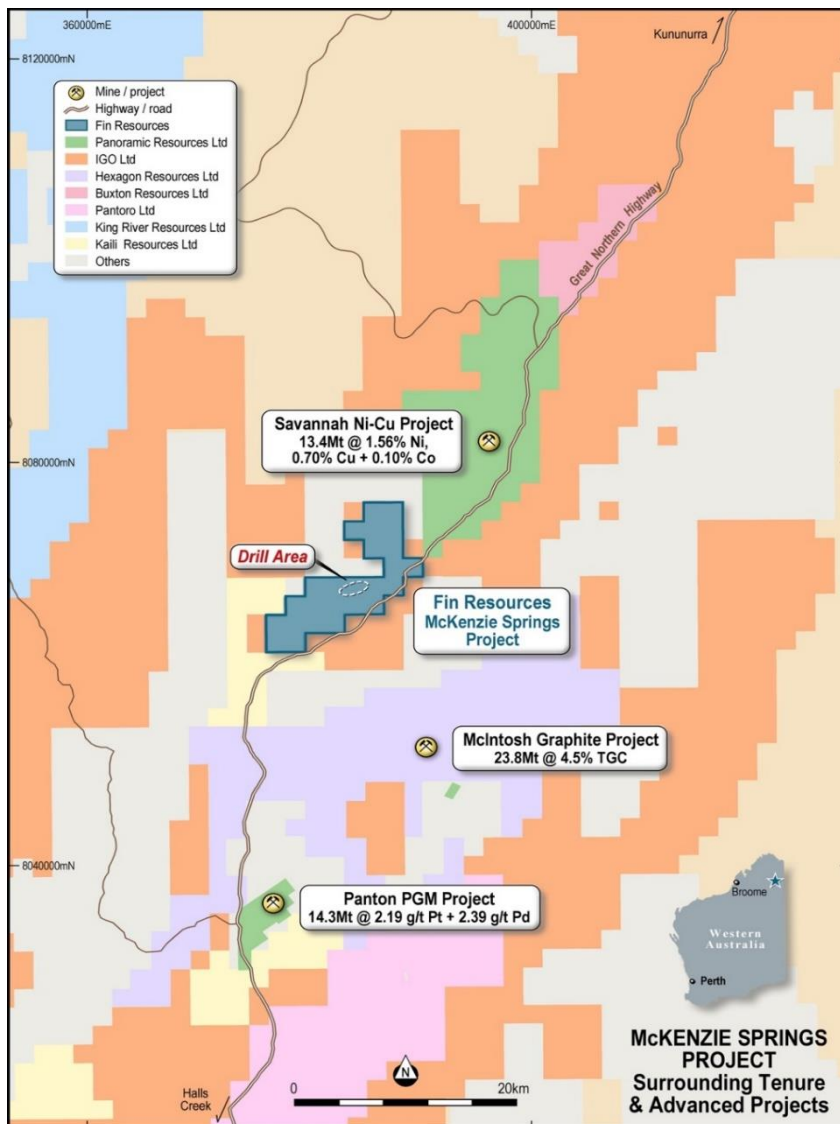 360000mE
400000mE
Kununurra
8120000mN
Mine / project
Highway / road
Fin Resources
Panoramic Resources Ltd
IGO Ltd
Hexagon Resources Ltd
Buxton Resources Ltd
Pantoro Ltd
King River Resources Ltd
Kaili Resources Ltd
Others
Great Northern Highway
Savannah Ni-Cu Project
13.4Mt @ 1.56% Ni,
0.70% Cu + 0.10% Co
8080000mN
Drill Area
Fin Resources
McKenzie Springs
Project
McIntosh Graphite Project
23.8Mt @ 4.5% TGC
8040000mN
Panton PGM Project
14.3Mt @ 2.19 g/t Pt + 2.39 g/t Pd
Broome
Western
Australia
Perth
N
0
20km
Halls
Creek
McKENZIE SPRINGS
PROJECT
Surrounding Tenure
& Advanced Projects